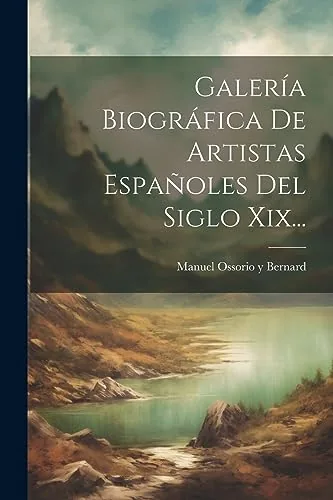 Galería
Biográfica De
Artistas
Españoles Del
Siglo Xix...
Manuel Ossorio y Bernard